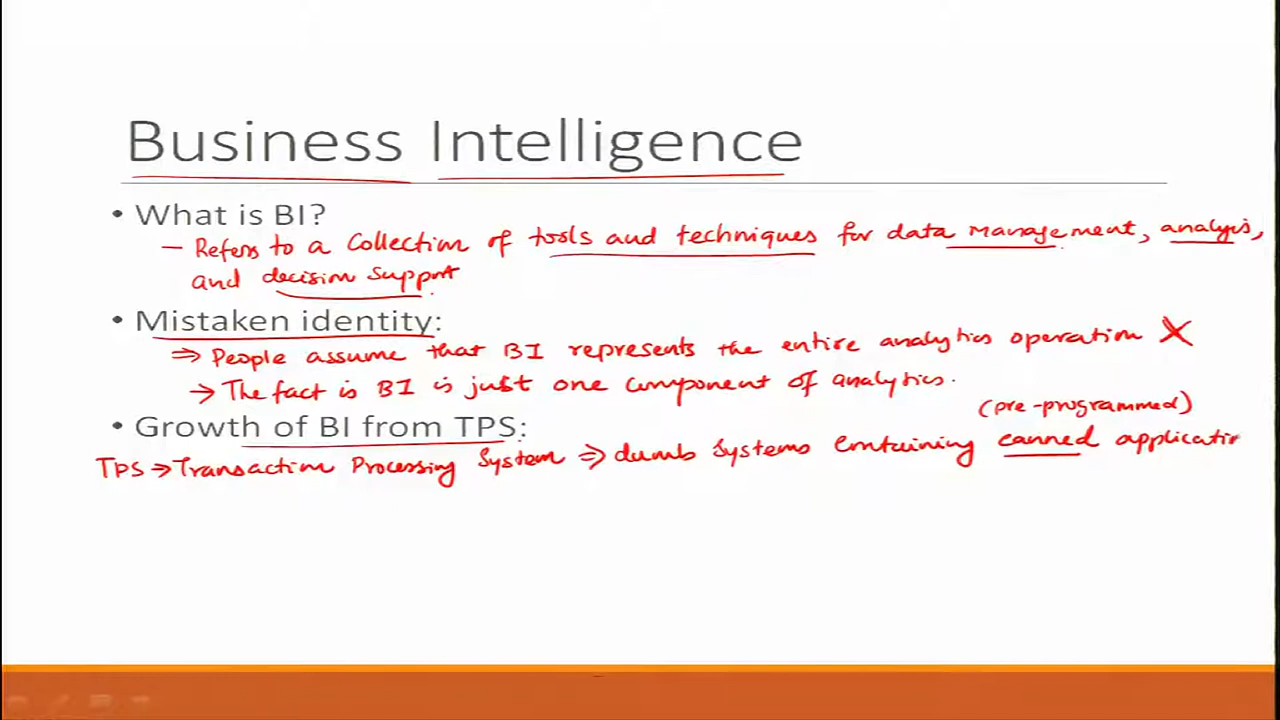 Business Intelligence
• What is BI?
– Refers to a Collection of tools and techniques for data management, analysis,
and decision support
• Mistaken identity:
⇒ People assume that BI represents the entire analytics operation X
→ The fact is BI is just one component of analytics.
(pre-programmed)
• Growth of BI from TPS:
TPS ⇒ Transaction Processing System ⇒ dumb systems containing canned applicatio